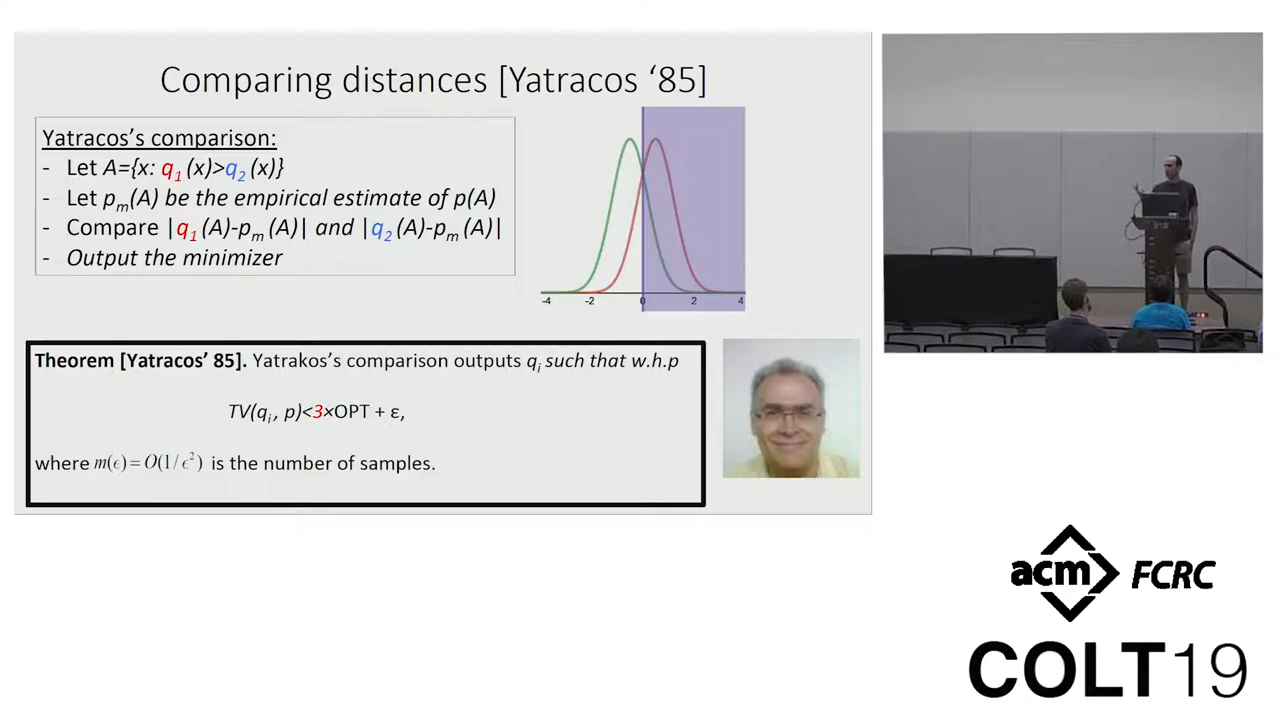 Comparing distances [Yatracos ‘85]
Yatracos's comparison:
- Let A={x: q1 (x)>q2 (x)}
- Let pm(A) be the empirical estimate of p(A)
- Compare |q1(A)-pm(A)| and |q2(A)-pm(A)|
- Output the minimizer
-4 -2 0 2 4
Theorem [Yatracos’ 85]. Yatrakos's comparison outputs qi such that w.h.p
TV(qi, p)<3×OPT + ε,
where m(ϵ) = O(1/ϵ²) is the number of samples.
acm FCRC
COLT19